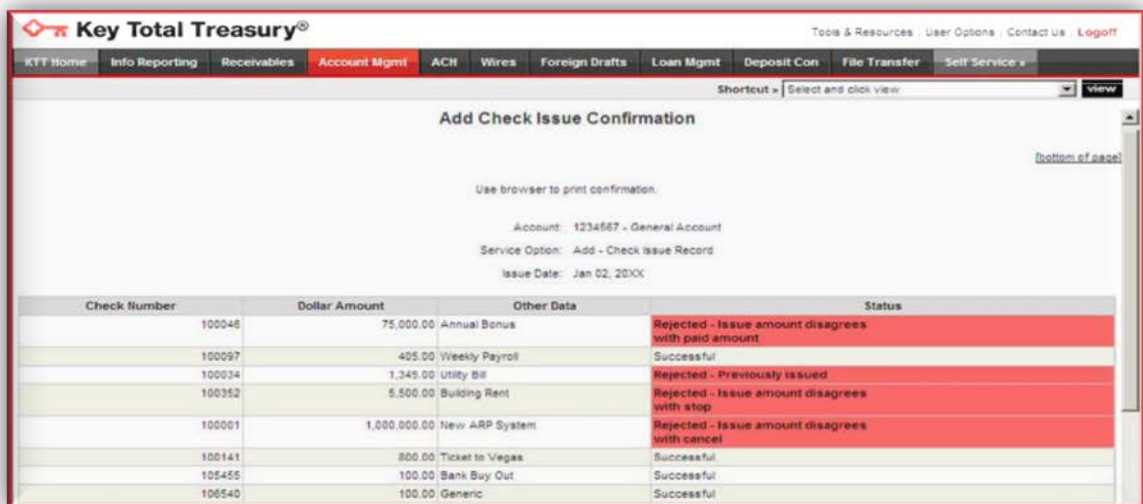 Key Total Treasury®
Tools & Resources | User Options | Contact Us | Logoff
KTT Home Info Reporting Receivables Account Mgmt ACH Wires Foreign Drafts Loan Mgmt Deposit Con File Transfer Self Service »
Shortcut » Select and click view view
Add Check Issue Confirmation
[bottom of page]
Use browser to print confirmation.
Account: 1234567 - General Account
Service Option: Add - Check Issue Record
Issue Date: Jan 02, 20XX
Check Number Dollar Amount Other Data Status
100046 75,000.00 Annual Bonus Rejected - Issue amount disagrees
with paid amount
100097 405.00 Weekly Payroll Successful
100034 1,345.00 Utility Bill Rejected - Previously issued
100352 5,500.00 Building Rent Rejected - Issue amount disagrees
with stop
100001 1,000,000.00 New ARP System Rejected - Issue amount disagrees
with cancel
100141 800.00 Ticket to Vegas Successful
105455 100.00 Bank Buy Out Successful
106540 100.00 Generic Successful